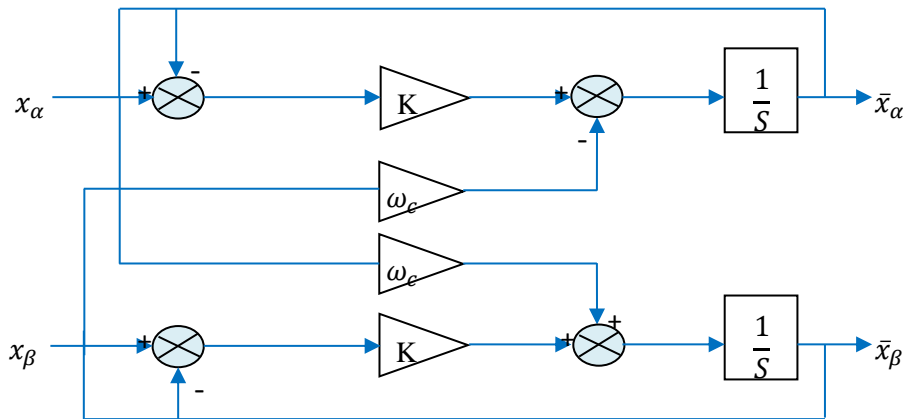 -
+ +
x_α K 1/S x̄_α
-
ω_c
ω_c
+
+ +
x_β K 1/S x̄_β
-